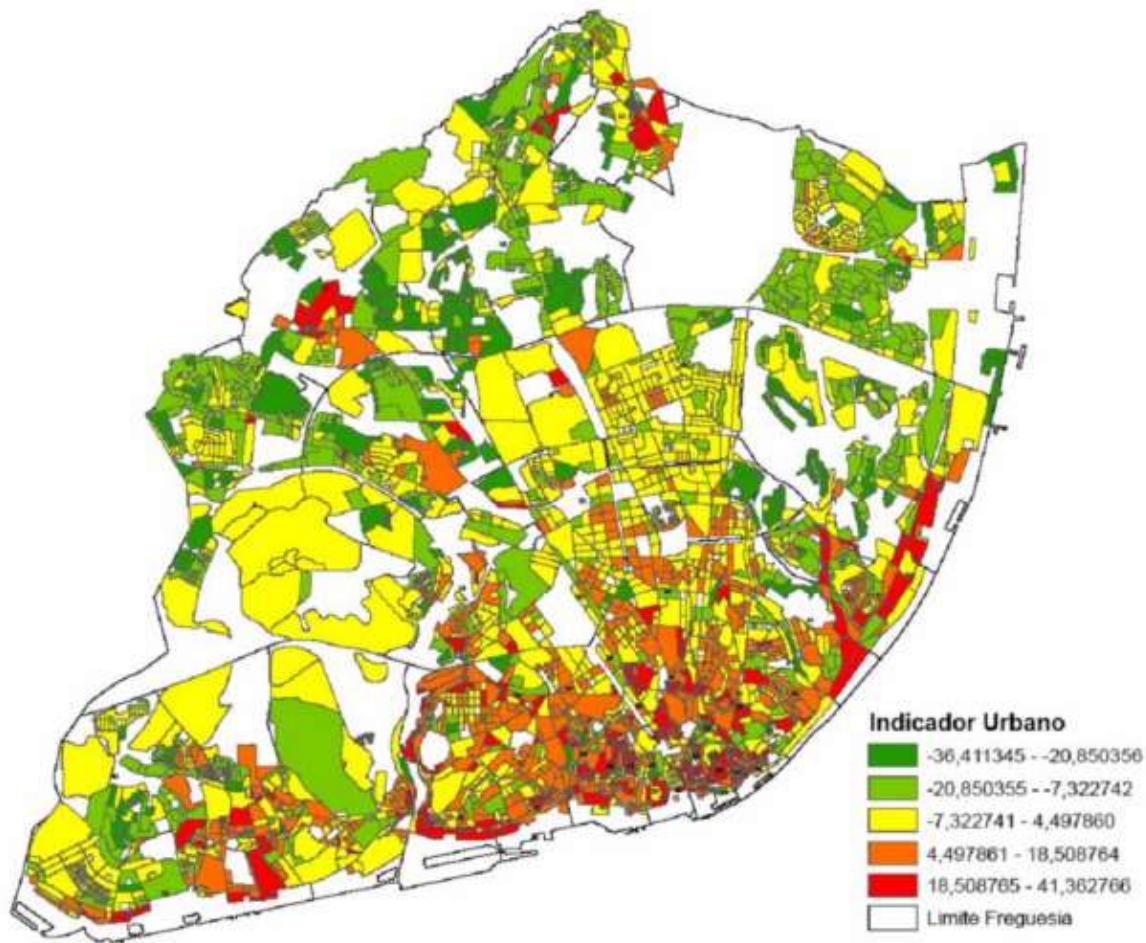 Indicador Urbano
-36,411345 - -20,850356
-20,850355 - -7,322742
-7,322741 - 4,497860
4,497861 - 18,508764
18,508765 - 41,362766
Limite Freguesia